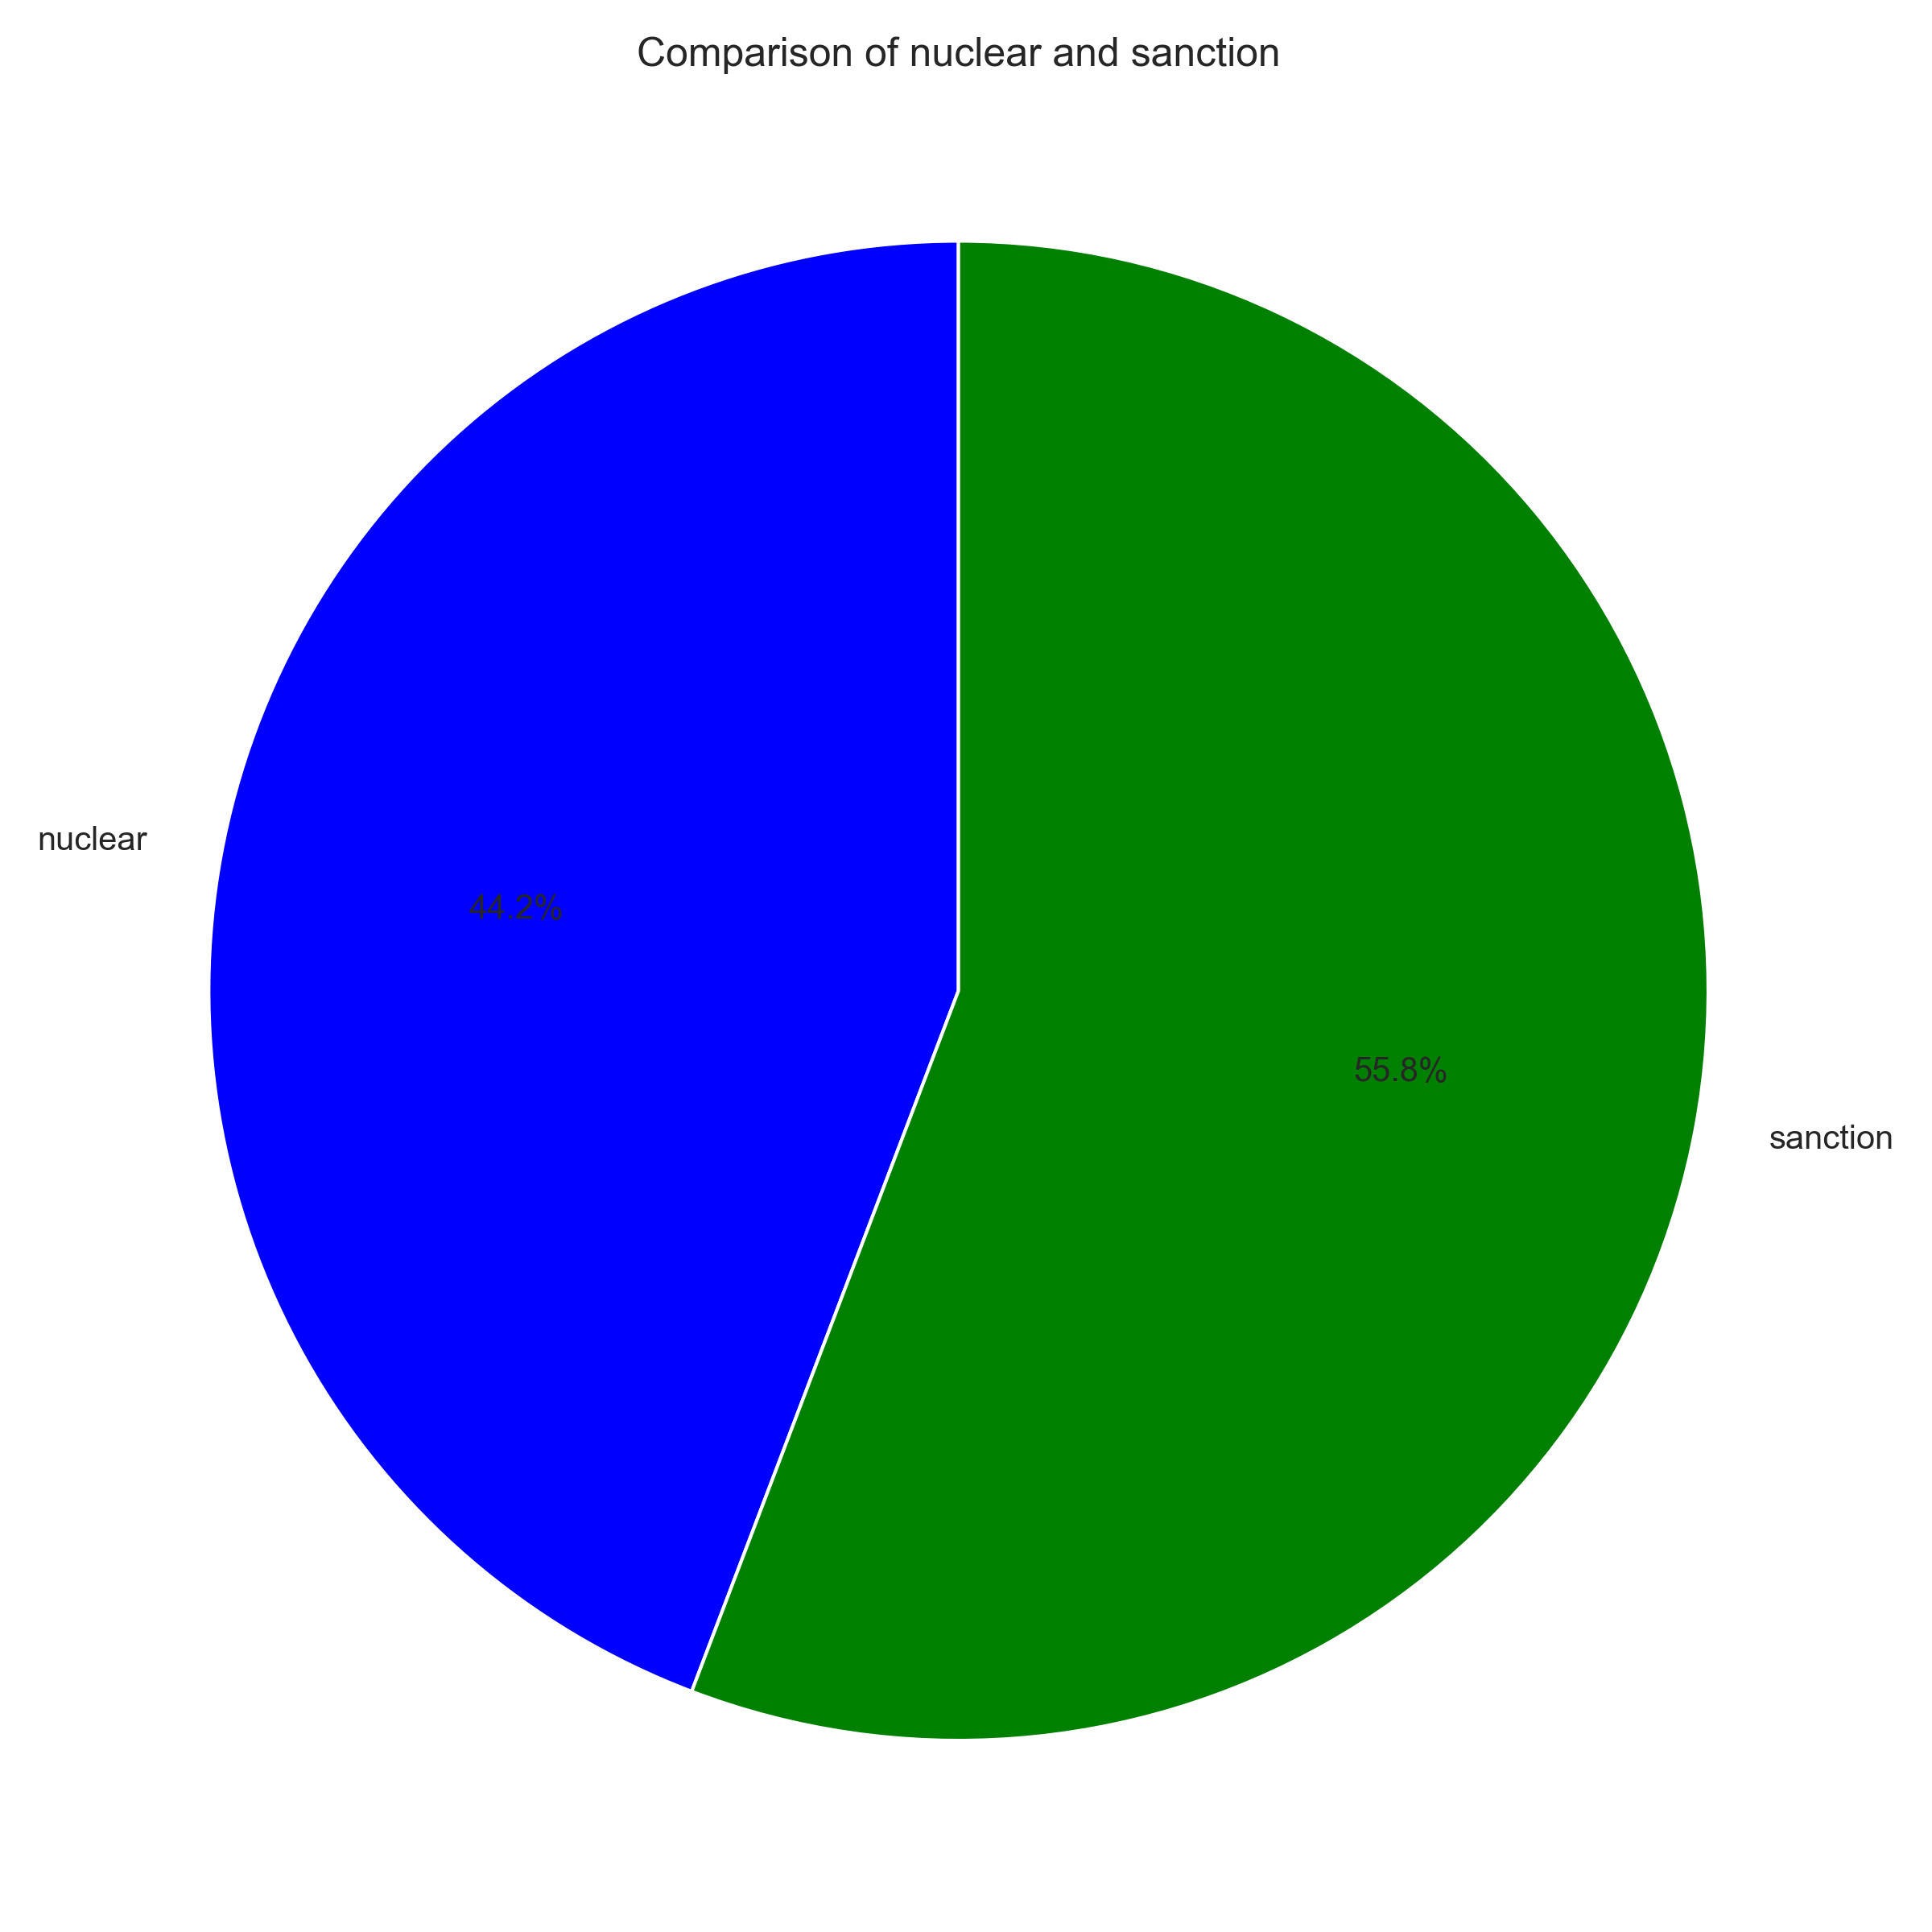 Comparison of nuclear and sanction
nuclear
44.2%
55.8%
sanction